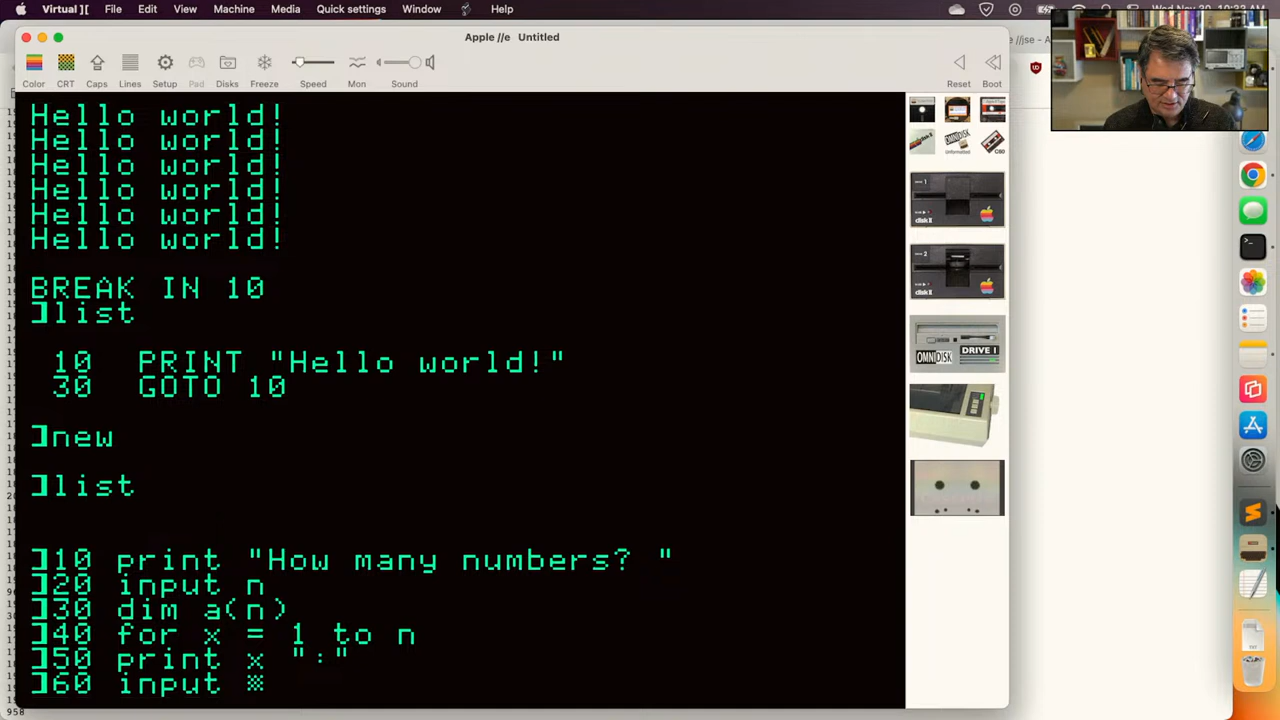 Virtual ][ File Edit View Machine Media Quick settings Window Help
Apple //e Untitled
Color CRT Caps Lines Setup Pad Disks Freeze Speed Mon Sound Reset Boot
Hello world!
Hello world!
Hello world!
Hello world!
Hello world!
Hello world!
BREAK IN 10
]list
10 PRINT "Hello world!"
30 GOTO 10
]new
]list
]10 print "How many numbers? "
]20 input n
]30 dim a(n)
]40 for x = 1 to n
]50 print x ":"
]60 input
OMNIDISK DRIVE 1
958